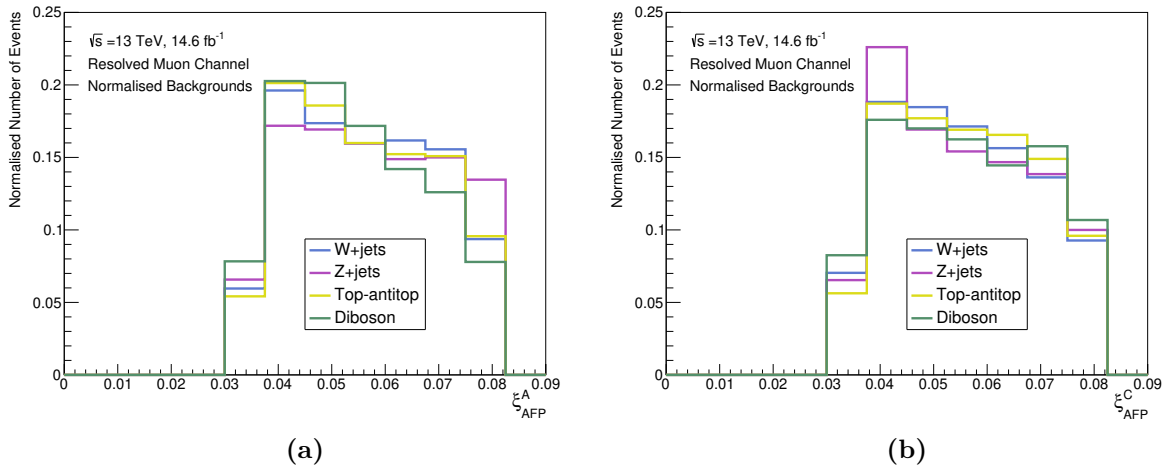 Normalised Number of Events
0.25
0.2
0.15
0.1
0.05
0
√s =13 TeV, 14.6 fb⁻¹
Resolved Muon Channel
Normalised Backgrounds
W+jets
Z+jets
Top-antitop
Diboson
0 0.01 0.02 0.03 0.04 0.05 0.06 0.07 0.08 0.09
ξ^A_AFP
(a)
Normalised Number of Events
0.25
0.2
0.15
0.1
0.05
0
√s =13 TeV, 14.6 fb⁻¹
Resolved Muon Channel
Normalised Backgrounds
W+jets
Z+jets
Top-antitop
Diboson
0 0.01 0.02 0.03 0.04 0.05 0.06 0.07 0.08 0.09
ξ^C_AFP
(b)